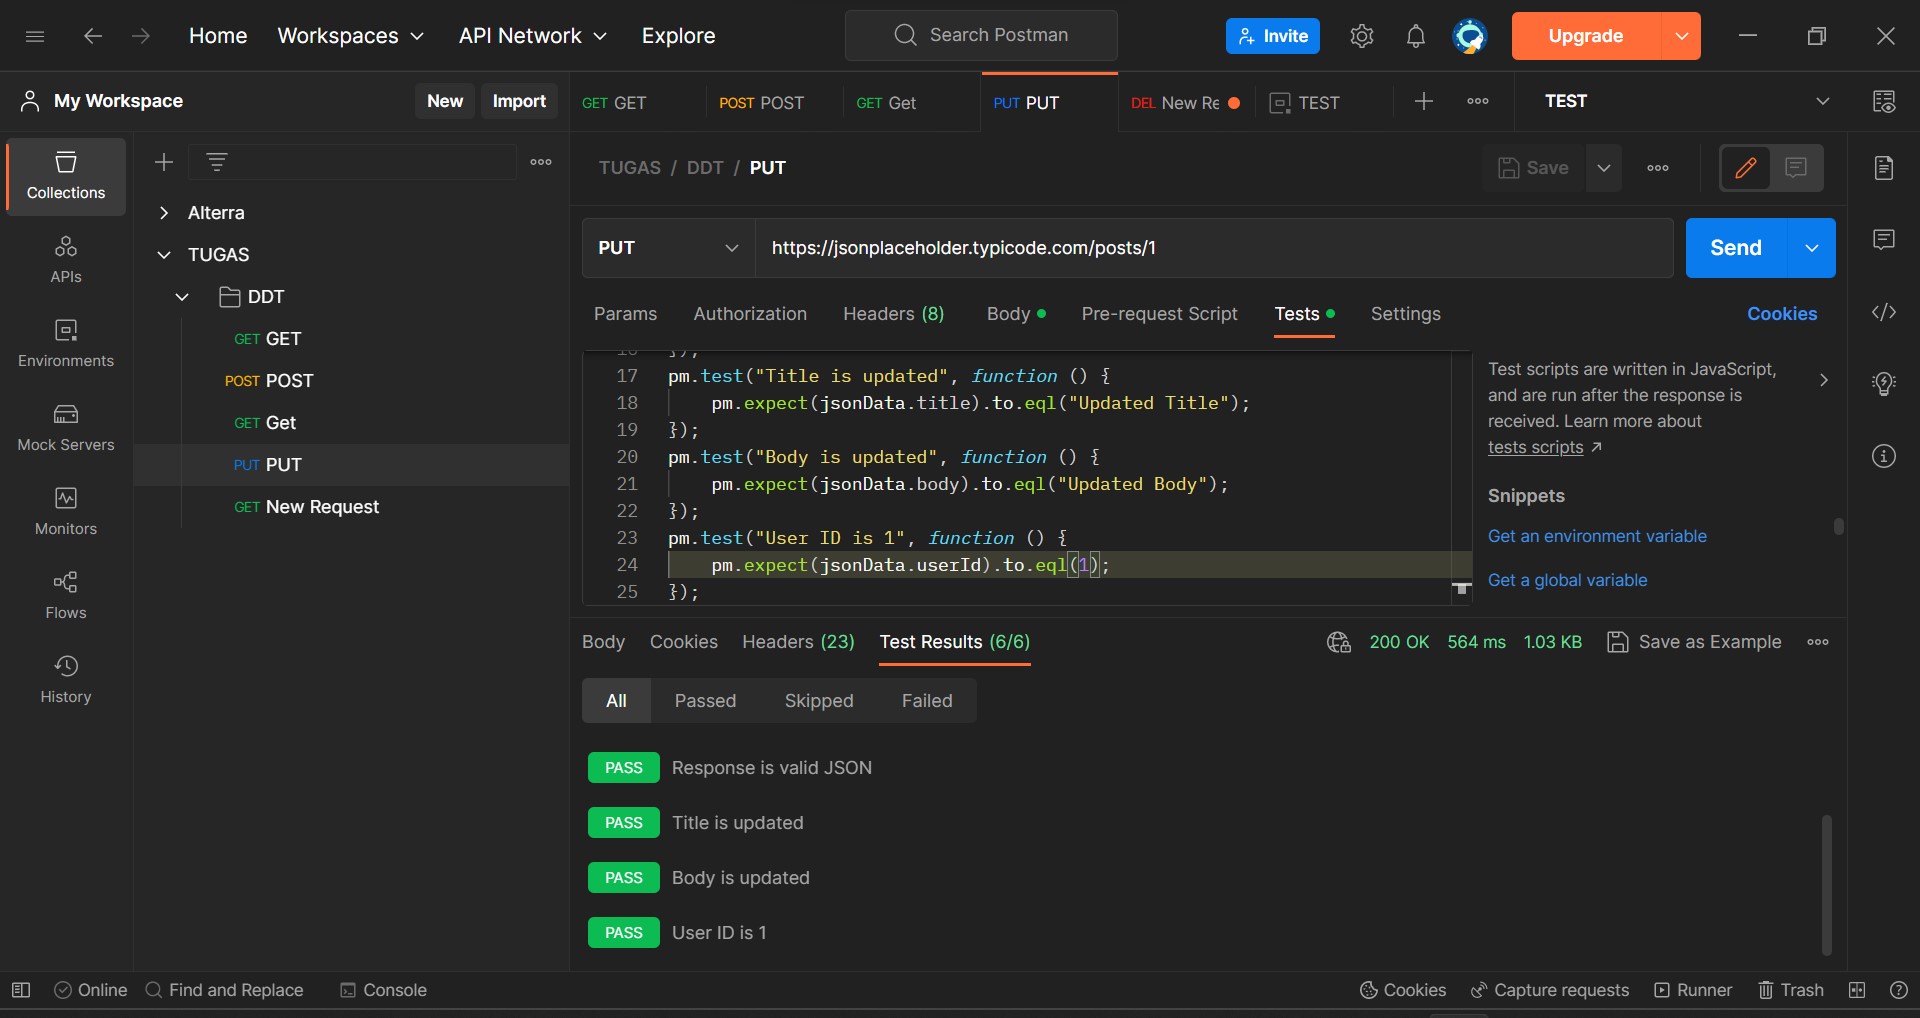 Home
Workspaces
API Network
Explore
Search Postman
Invite
Upgrade
My Workspace
New
Import
GET GET
POST POST
GET Get
PUT PUT
DEL New Re
TEST
TEST
Collections
APIs
Environments
Mock Servers
Monitors
Flows
History
Alterra
TUGAS
DDT
GET GET
POST POST
GET Get
PUT PUT
GET New Request
TUGAS / DDT / PUT
Save
PUT
https://jsonplaceholder.typicode.com/posts/1
Send
Params
Authorization
Headers (8)
Body
Pre-request Script
Tests
Settings
Cookies
17 pm.test("Title is updated", function () {
18 pm.expect(jsonData.title).to.eql("Updated Title");
19 });
20 pm.test("Body is updated", function () {
21 pm.expect(jsonData.body).to.eql("Updated Body");
22 });
23 pm.test("User ID is 1", function () {
24 pm.expect(jsonData.userId).to.eql(1);
25 });
Test scripts are written in JavaScript,
and are run after the response is
received. Learn more about
tests scripts ↗
Snippets
Get an environment variable
Get a global variable
Body
Cookies
Headers (23)
Test Results (6/6)
200 OK
564 ms
1.03 KB
Save as Example
All
Passed
Skipped
Failed
PASS Response is valid JSON
PASS Title is updated
PASS Body is updated
PASS User ID is 1
Online
Find and Replace
Console
Cookies
Capture requests
Runner
Trash